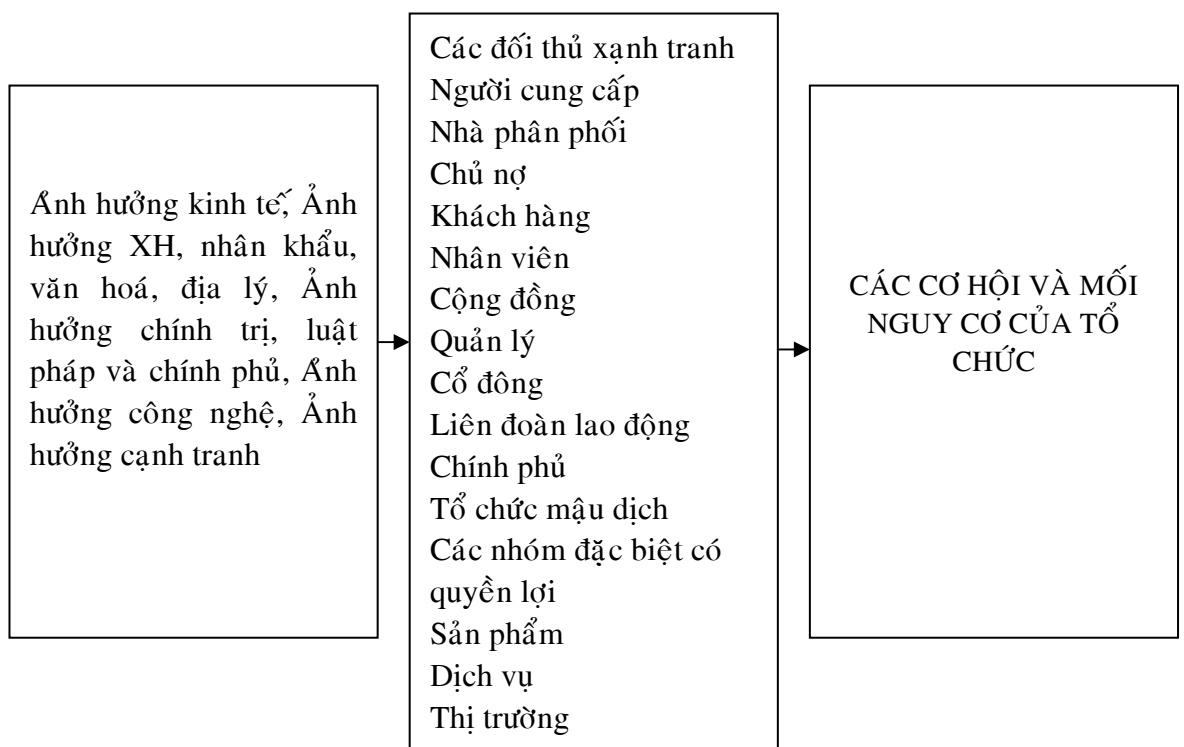 Ảnh hưởng kinh tế, Ảnh
hưởng XH, nhân khẩu,
văn hoá, địa lý, Ảnh
hưởng chính trị, luật
pháp và chính phủ, Ảnh
hưởng công nghệ, Ảnh
hưởng cạnh tranh
Các đối thủ xạnh tranh
Người cung cấp
Nhà phân phối
Chủ nợ
Khách hàng
Nhân viên
Cộng đồng
Quản lý
Cổ đông
Liên đoàn lao động
Chính phủ
Tổ chức mậu dịch
Các nhóm đặc biệt có
quyền lợi
Sản phẩm
Dịch vụ
Thị trường
CÁC CƠ HỘI VÀ MỐI
NGUY CƠ CỦA TỔ
CHỨC